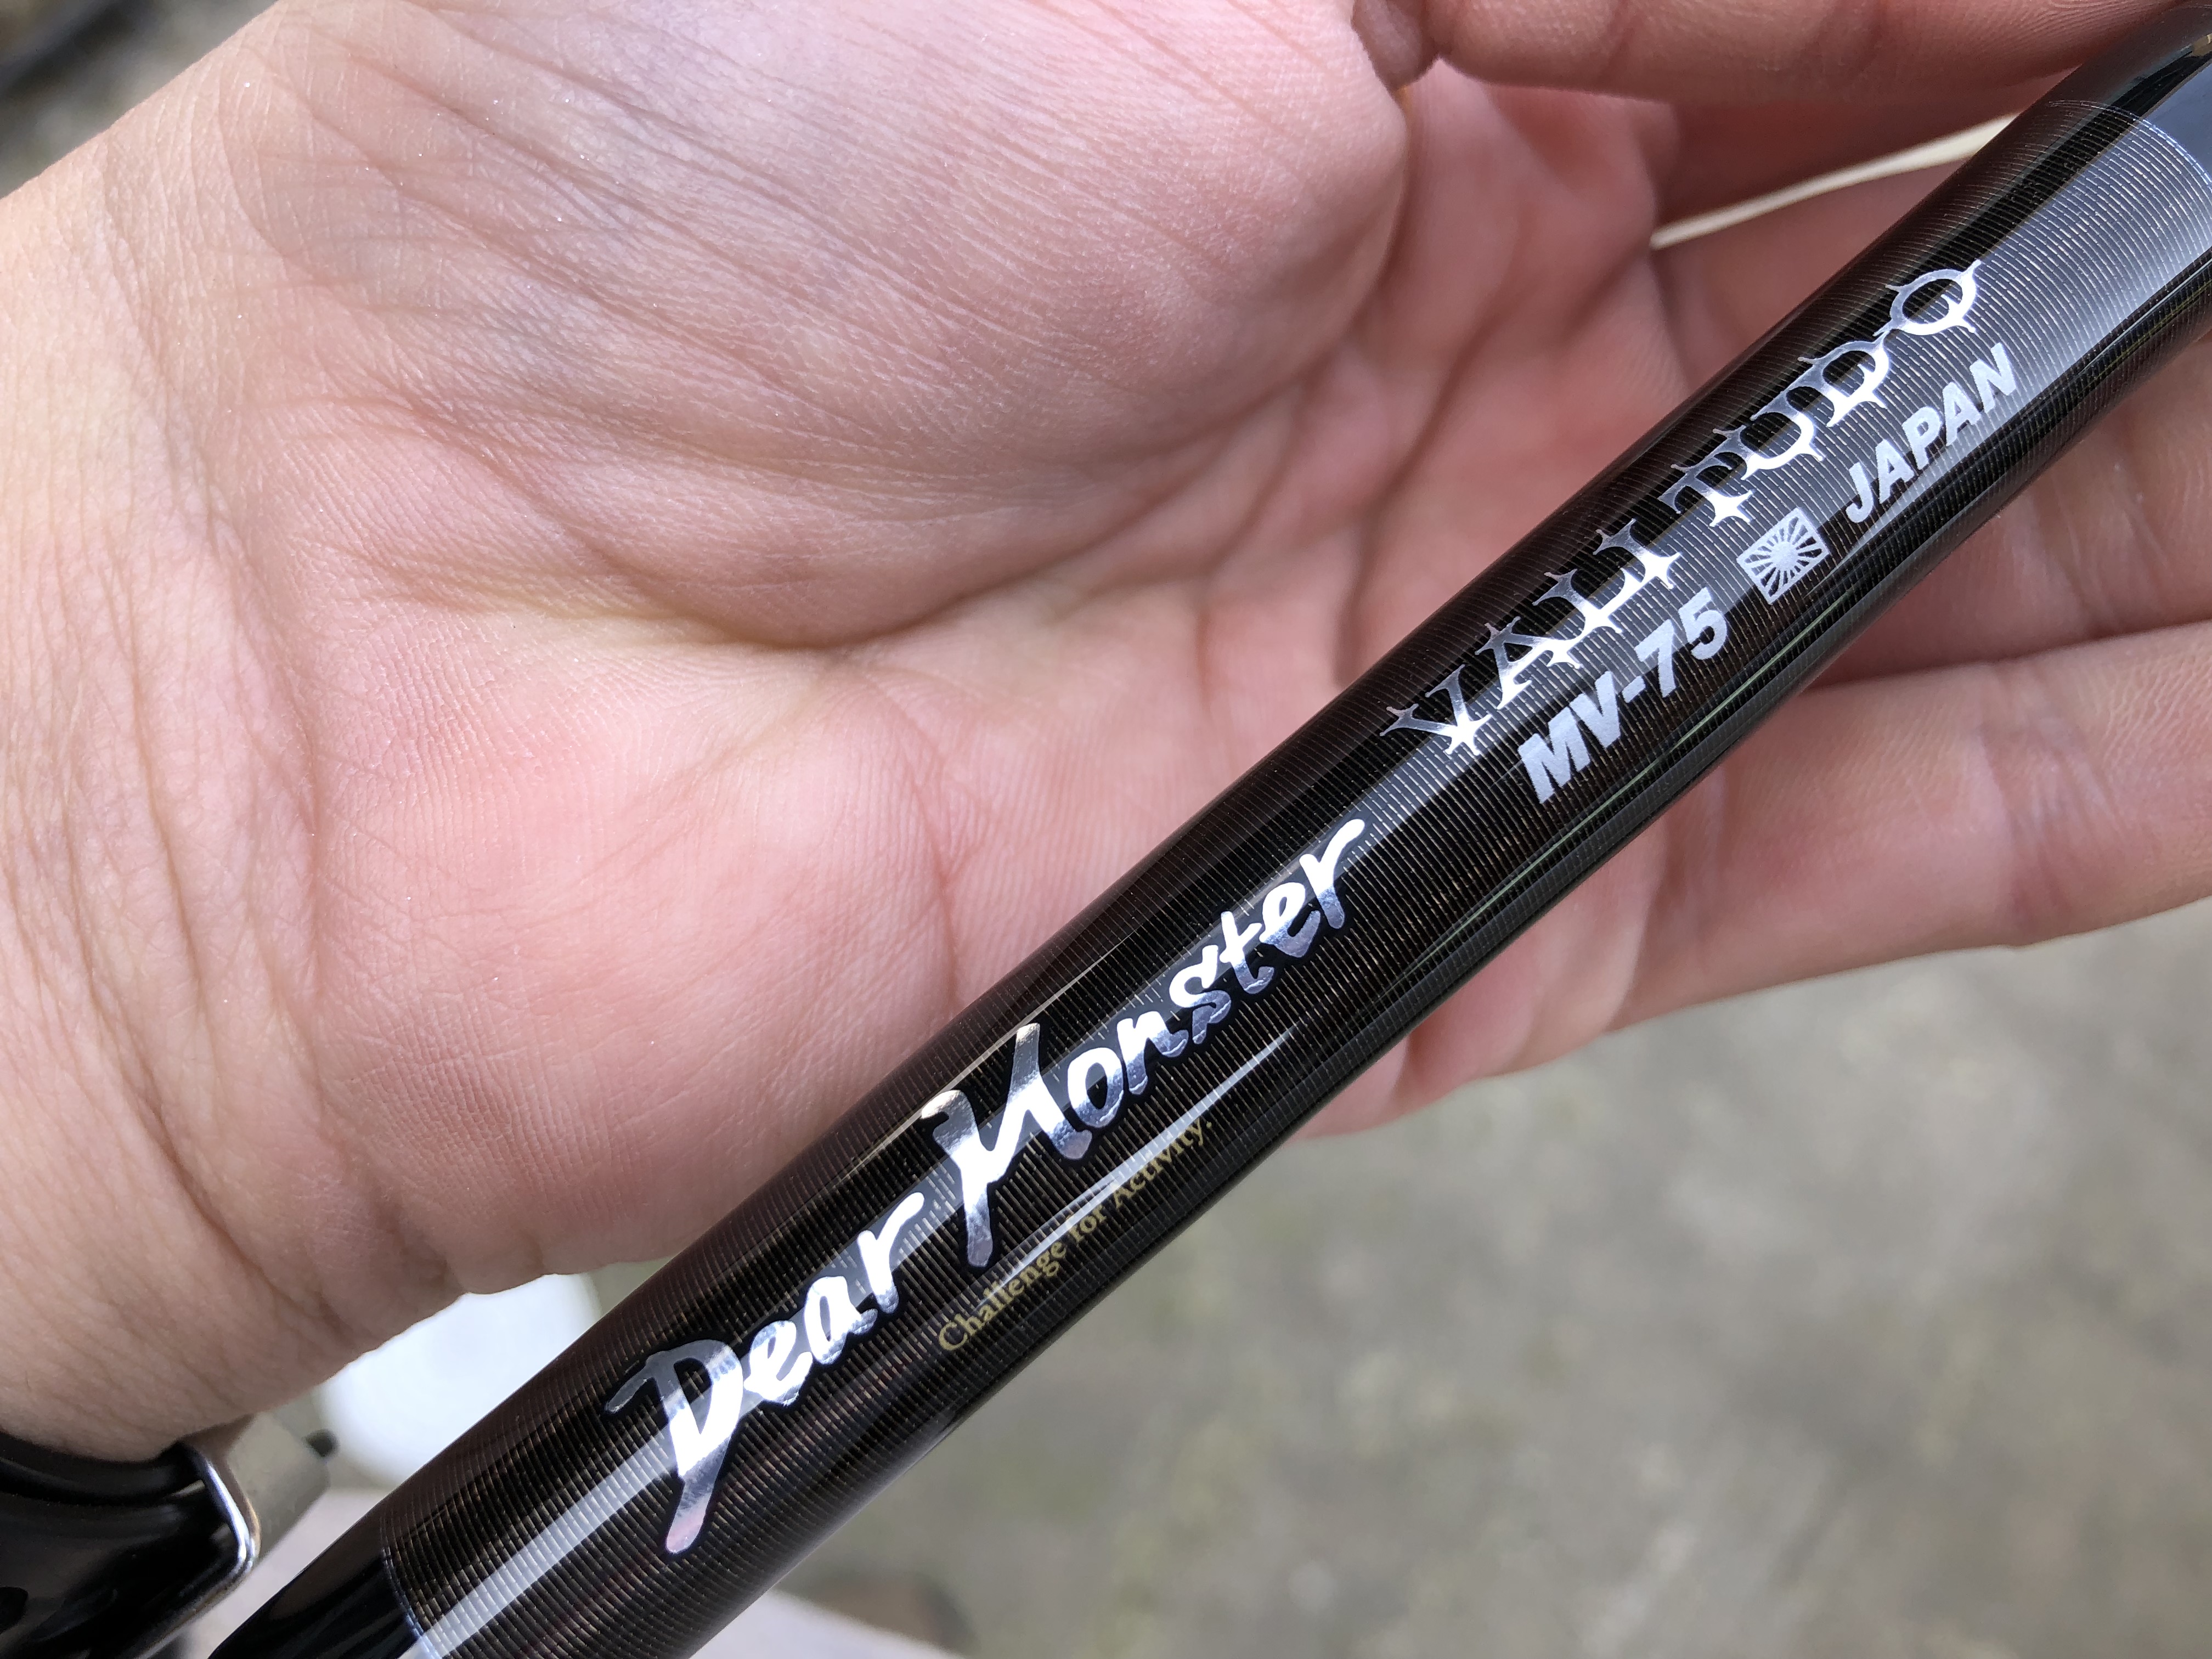 Dear Monster
Challenge for Activity.
VALI TUDO
MV-75 JAPAN